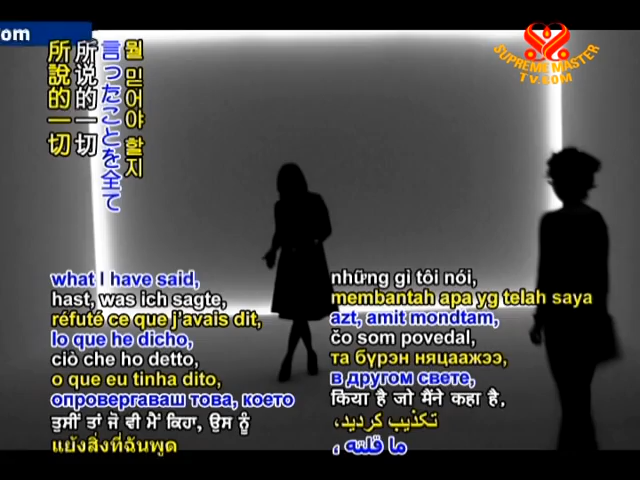 om
SUPREME MASTER
TV.COM
월 믿어야 할지
言ったことを全て
所说的一切
所說的一切
what I have said,
hast, was ich sagte,
réfuté ce que j'avais dit,
lo que he dicho,
ciò che ho detto,
o que eu tinha dito,
опровергаваш това, което
ਤੁਸੀਂ ਤਾਂ ਜੋ ਵੀ ਮੈਂ ਕਿਹਾ, ਉਸ ਨੂੰ
แย้งสิ่งที่ฉันพูด
những gì tôi nói,
membantah apa yg telah saya
azt, amit mondtam,
čo som povedal,
та бүрэн няцаажээ,
в другом свете,
किया है जो मैंने कहा है,
تکذیب کردید،
ما قلته ،